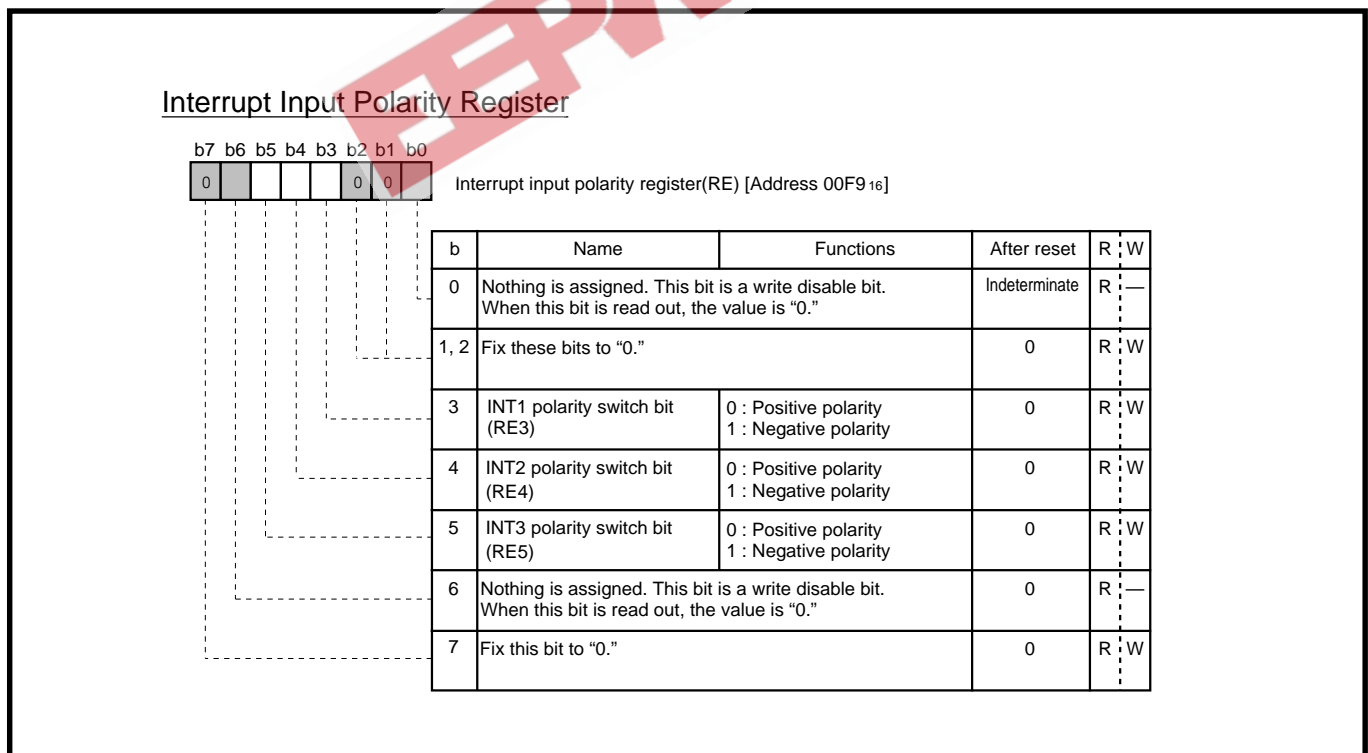 EEPW
Interrupt Input Polarity Register
b7 b6 b5 b4 b3 b2 b1 b0
0 0 0
Interrupt input polarity register(RE) [Address 00F916]
b Name Functions After reset R W
0 Nothing is assigned. This bit is a write disable bit. Indeterminate R —
When this bit is read out, the value is “0.”
1, 2 Fix these bits to “0.” 0 R W
3 INT1 polarity switch bit 0 : Positive polarity 0 R W
(RE3) 1 : Negative polarity
4 INT2 polarity switch bit 0 : Positive polarity 0 R W
(RE4) 1 : Negative polarity
5 INT3 polarity switch bit 0 : Positive polarity 0 R W
(RE5) 1 : Negative polarity
6 Nothing is assigned. This bit is a write disable bit. 0 R —
When this bit is read out, the value is “0.”
7 Fix this bit to “0.” 0 R W